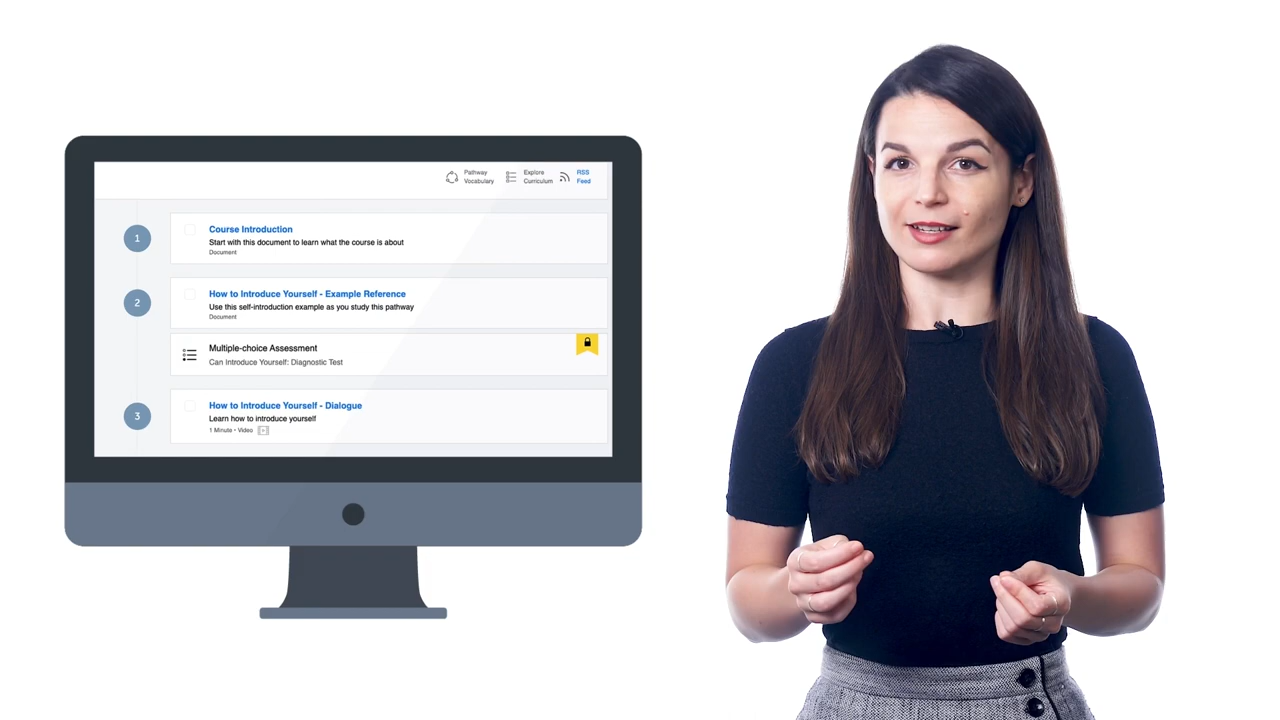 Pathway
Vocabulary
Explore
Curriculum
RSS
Feed
1
Course Introduction
Start with this document to learn what the course is about
Document
2
How to Introduce Yourself - Example Reference
Use this self-introduction example as you study this pathway
Document
Multiple-choice Assessment
Can Introduce Yourself: Diagnostic Test
3
How to Introduce Yourself - Dialogue
Learn how to introduce yourself
1 Minute • Video